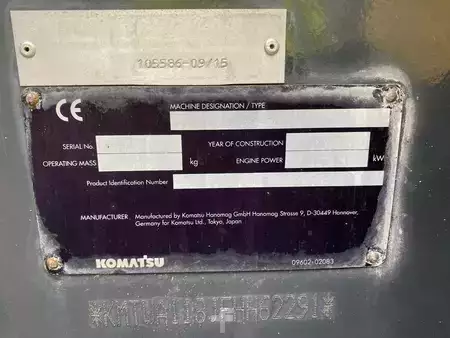 105586-09/15
CE
MACHINE DESIGNATION / TYPE
SERIAL No.
YEAR OF CONSTRUCTION
OPERATING MASS kg ENGINE POWER kW
Product Identification Number
MANUFACTURER Manufactured by Komatsu Hanomag GmbH Hanomag Strasse 9, D-30449 Hannover,
Germany for Komatsu Ltd., Tokyo, Japan
KOMATSU 09602-02083